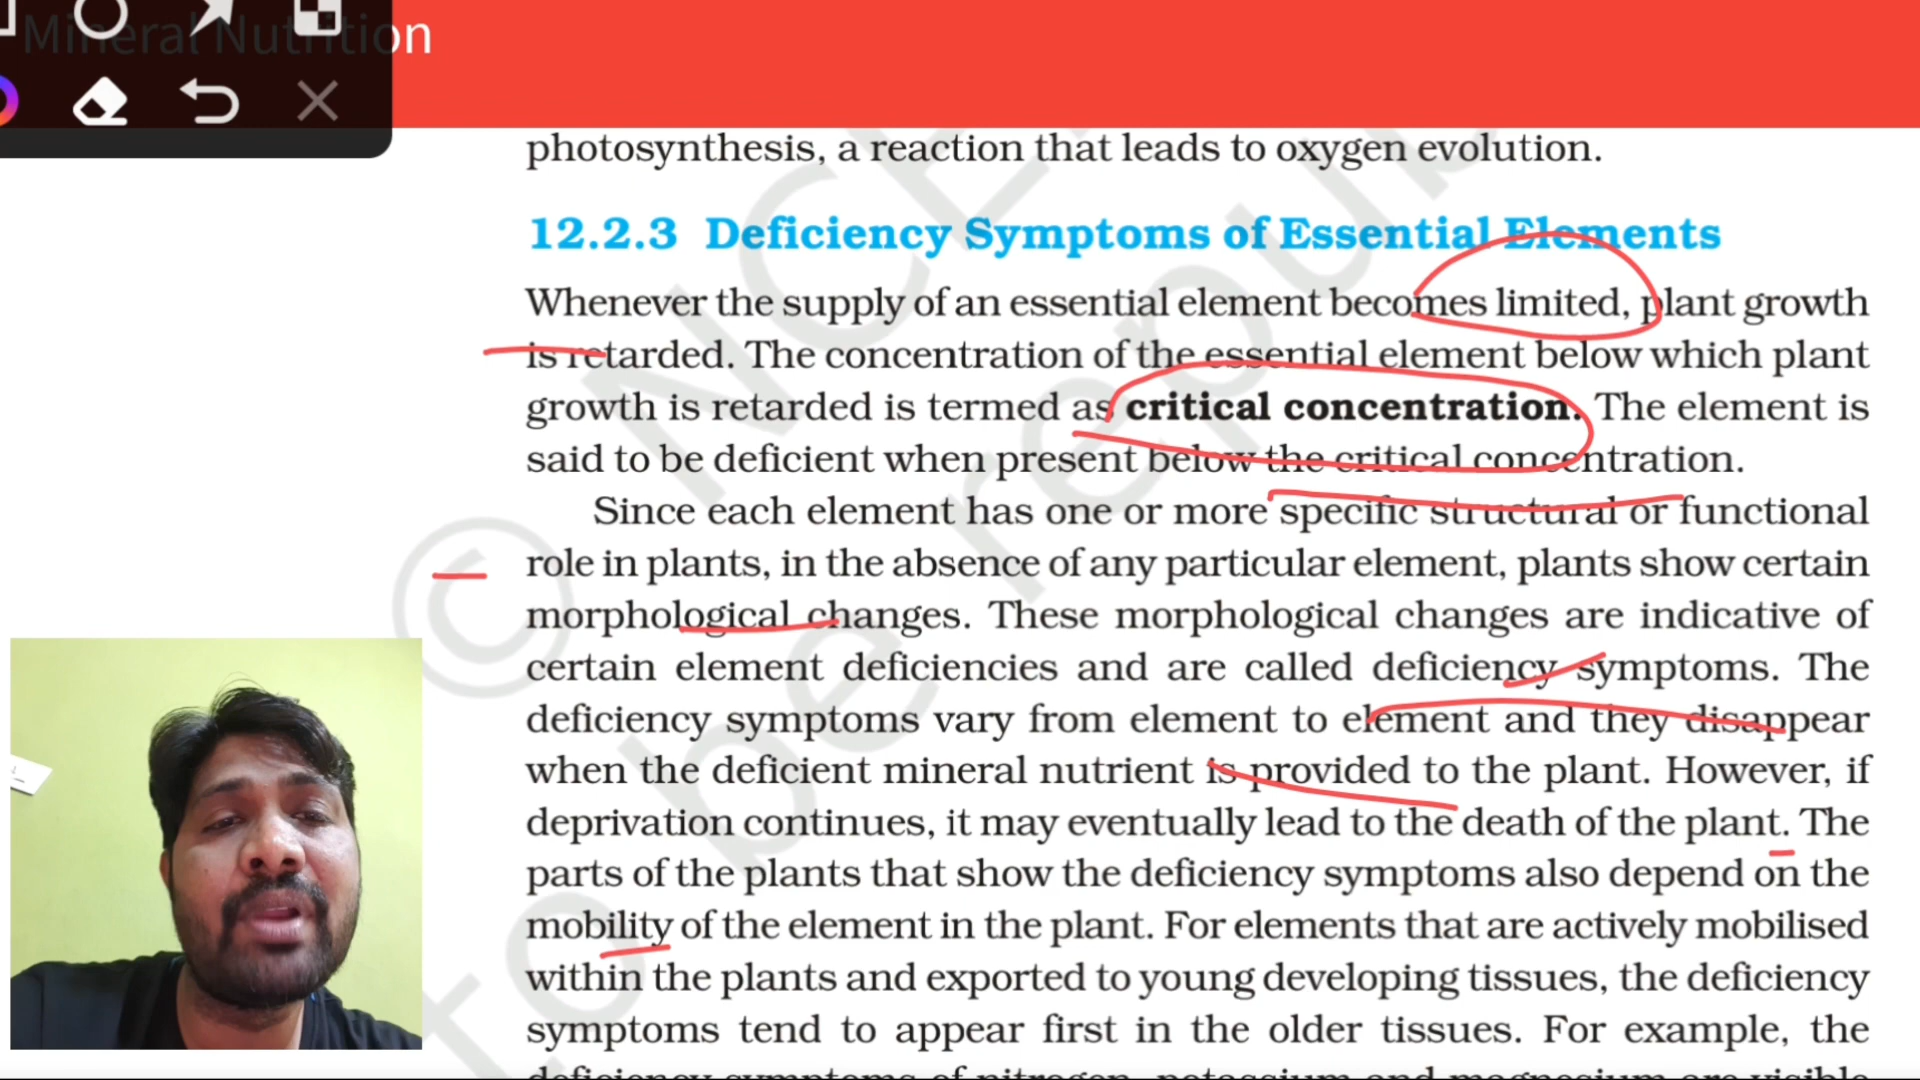 Mineral Nutrition
photosynthesis, a reaction that leads to oxygen evolution.
12.2.3 Deficiency Symptoms of Essential Elements
Whenever the supply of an essential element becomes limited, plant growth
is retarded. The concentration of the essential element below which plant
growth is retarded is termed as critical concentration. The element is
said to be deficient when present below the critical concentration.
Since each element has one or more specific structural or functional
role in plants, in the absence of any particular element, plants show certain
morphological changes. These morphological changes are indicative of
certain element deficiencies and are called deficiency symptoms. The
deficiency symptoms vary from element to element and they disappear
when the deficient mineral nutrient is provided to the plant. However, if
deprivation continues, it may eventually lead to the death of the plant. The
parts of the plants that show the deficiency symptoms also depend on the
mobility of the element in the plant. For elements that are actively mobilised
within the plants and exported to young developing tissues, the deficiency
symptoms tend to appear first in the older tissues. For example, the
deficiency symptoms of nitrogen, potassium and magnesium are visible